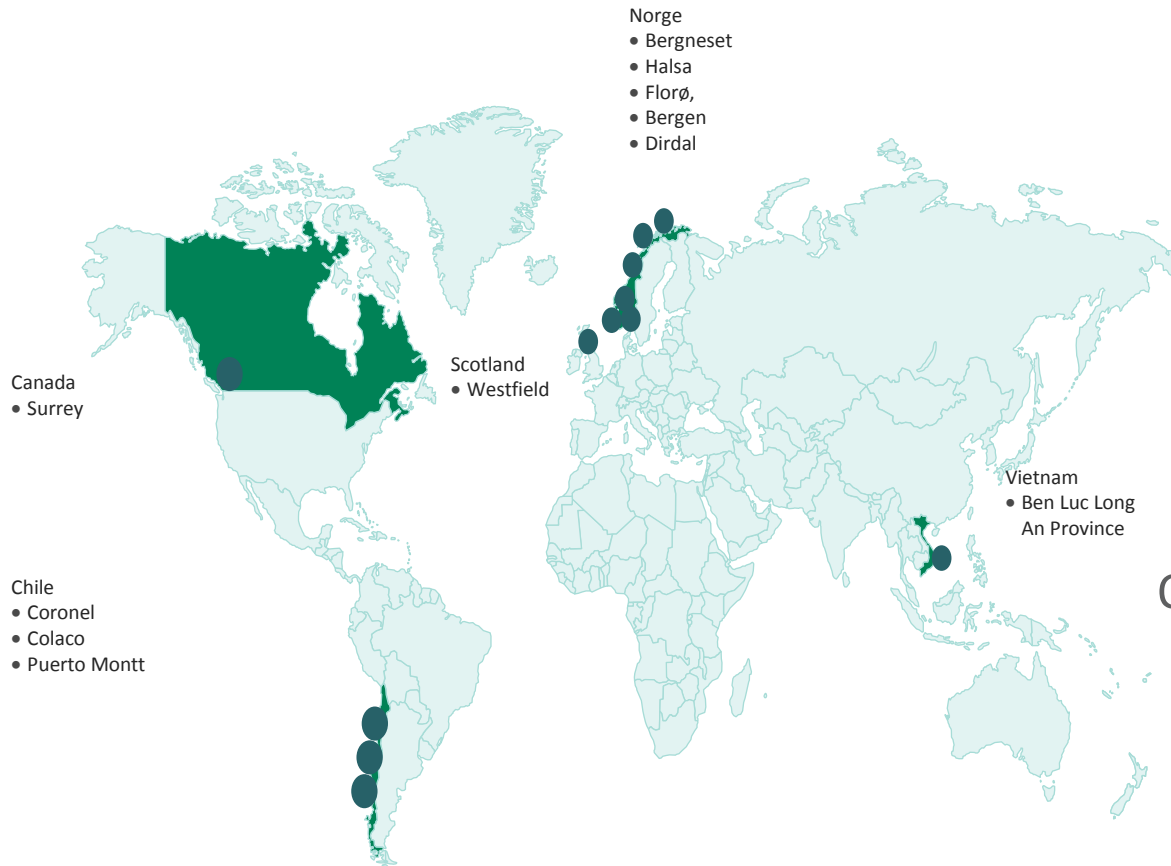 Norge
• Bergneset
• Halsa
• Florø,
• Bergen
• Dirdal
Canada
• Surrey
Scotland
• Westfield
Vietnam
• Ben Luc Long
An Province
Chile
• Coronel
• Colaco
• Puerto Montt